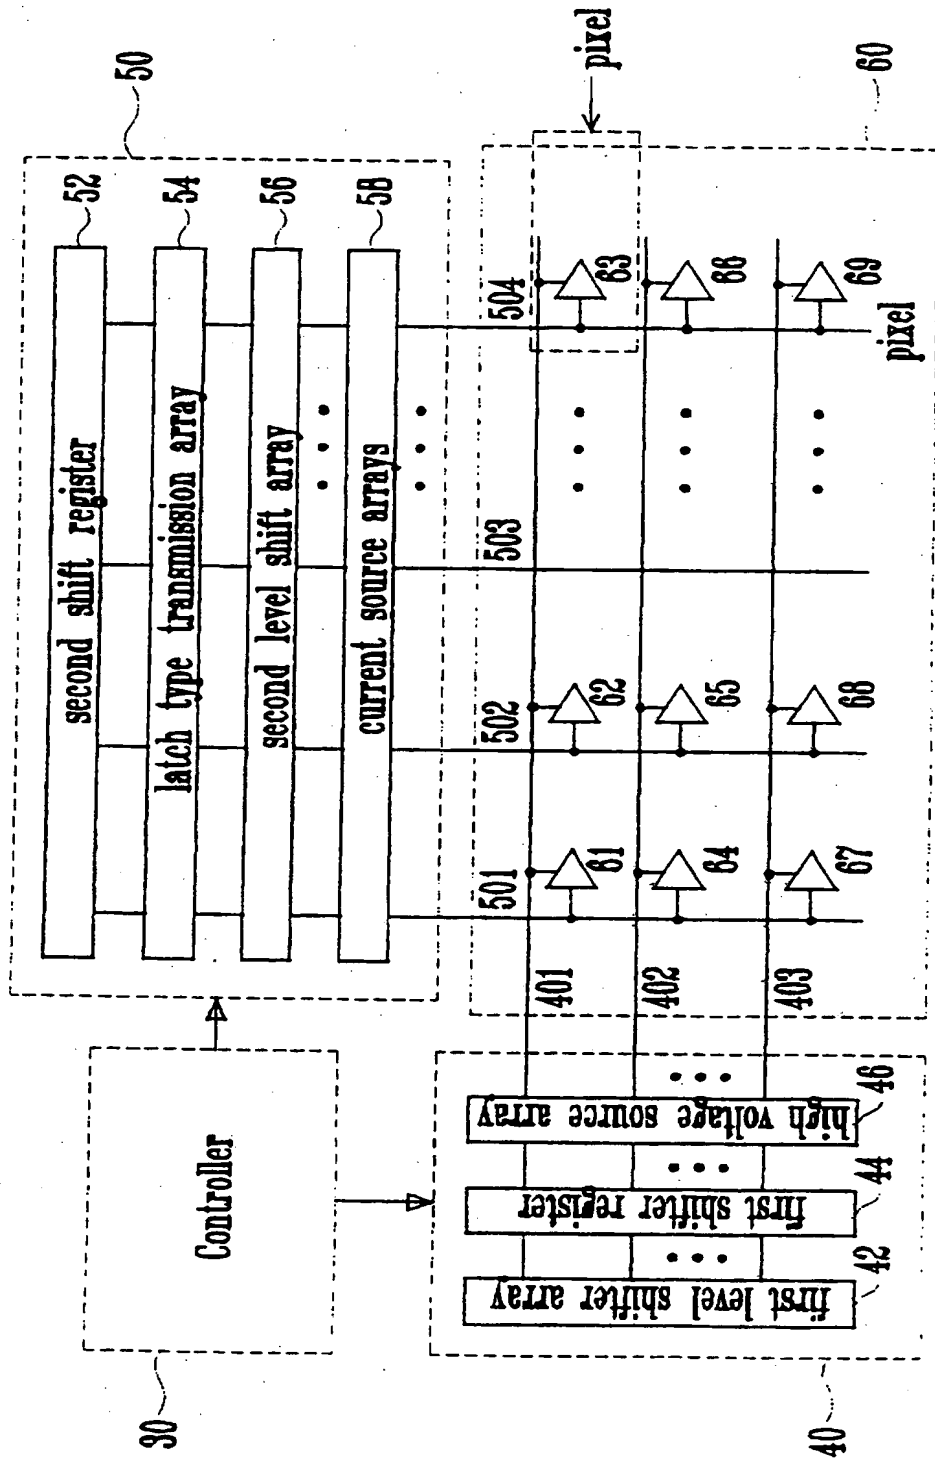 30
50
second shift register
52
latch type transmission array
54
Controller
second level shift array
56
current source arrays
58
40
first level shifter array
42
first shifter register
44
high voltage source array
46
501
502
503
504
401
61
62
63
pixel
402
64
65
66
403
67
68
69
pixel
60